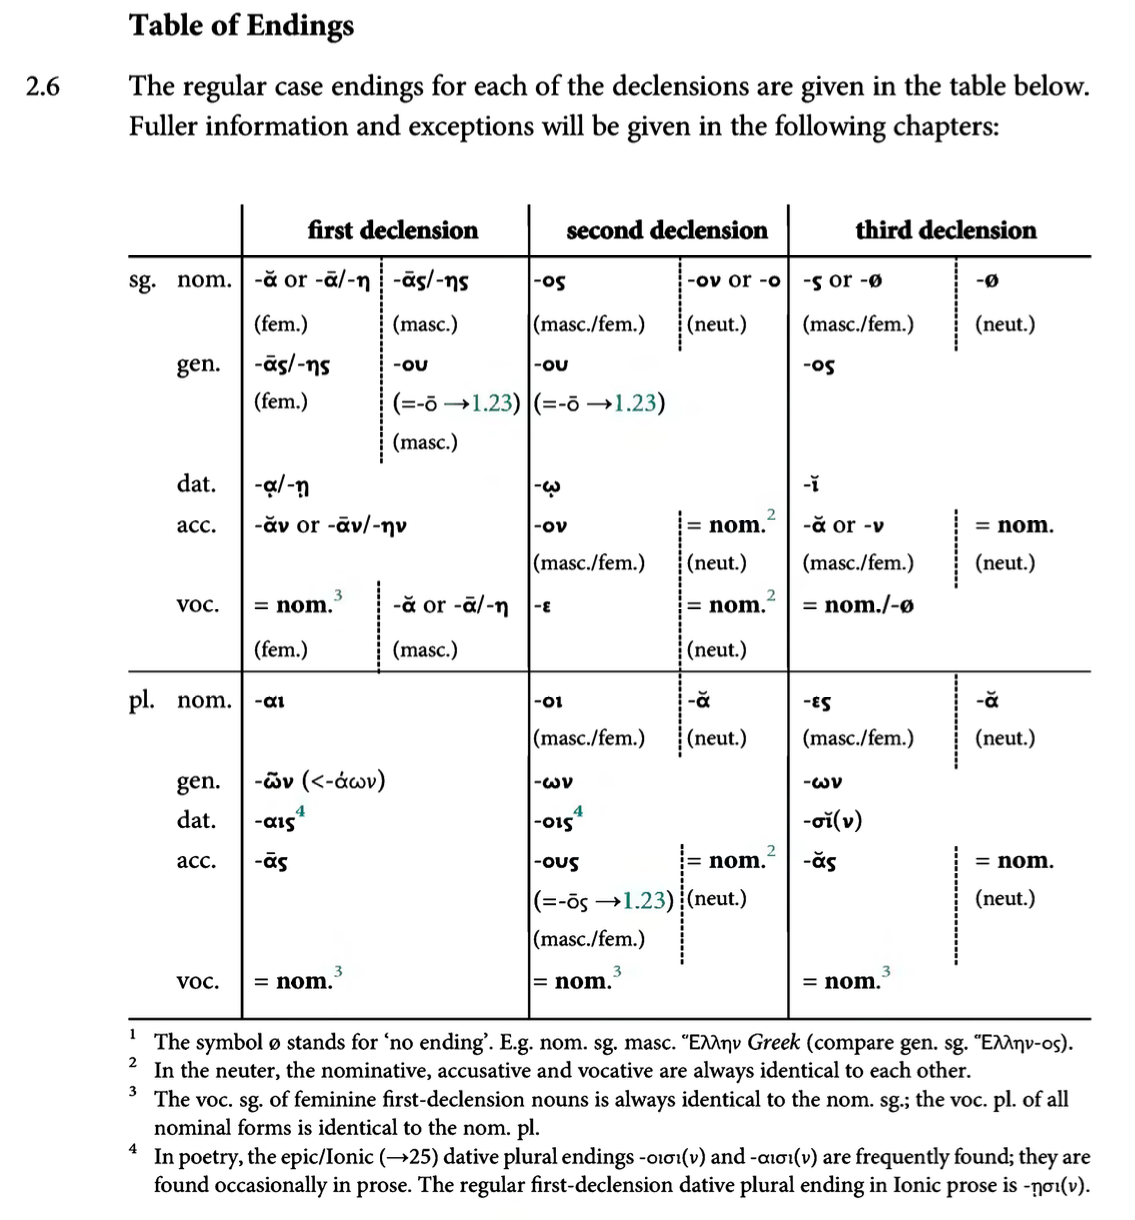 Table of Endings
2.6 The regular case endings for each of the declensions are given in the table below.
Fuller information and exceptions will be given in the following chapters:
first declension second declension third declension
sg. nom. -ᾰ or -ᾱ/-η -ᾱς/-ης -ος -ον or -ο -ς or -ø -ø
(fem.) (masc.) (masc./fem.) (neut.) (masc./fem.) (neut.)
gen. -ᾱς/-ης -ου -ου -ος
(fem.) (=-ō →1.23) (=-ō →1.23)
(masc.)
dat. -ᾳ/-ῃ -ῳ -ῐ
acc. -ᾰν or -ᾱν/-ην -ον = nom.² -ᾰ or -ν = nom.
(masc./fem.) (neut.) (masc./fem.) (neut.)
voc. = nom.³ -ᾰ or -ᾱ/-η -ε = nom.² = nom./-ø
(fem.) (masc.) (neut.)
pl. nom. -αι -οι -ᾰ -ες -ᾰ
(masc./fem.) (neut.) (masc./fem.) (neut.)
gen. -ῶν (<-ᾱ́ων) -ων -ων
dat. -αις⁴ -οις⁴ -σῐ(ν)
acc. -ᾱς -ους = nom.² -ᾰς = nom.
(=-ōς →1.23) (neut.) (neut.)
(masc./fem.)
voc. = nom.³ = nom.³ = nom.³
¹ The symbol ø stands for ‘no ending’. E.g. nom. sg. masc. Ἕλλην Greek (compare gen. sg. Ἕλλην-ος).
² In the neuter, the nominative, accusative and vocative are always identical to each other.
³ The voc. sg. of feminine first-declension nouns is always identical to the nom. sg.; the voc. pl. of all
nominal forms is identical to the nom. pl.
⁴ In poetry, the epic/Ionic (→25) dative plural endings -οισι(ν) and -αισι(ν) are frequently found; they are
found occasionally in prose. The regular first-declension dative plural ending in Ionic prose is -ῃσι(ν).